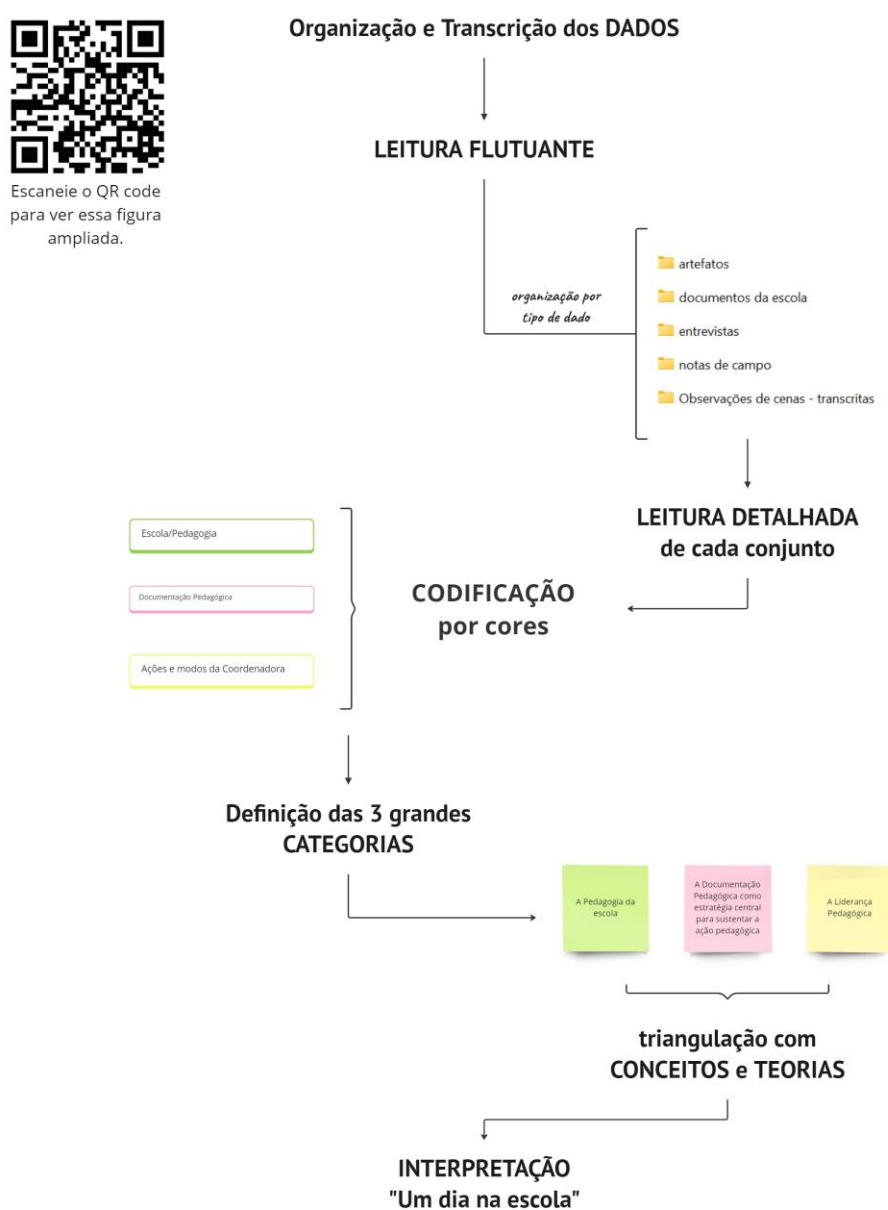 Organização e Transcrição dos DADOS
Escaneie o QR code
para ver essa figura
ampliada.
LEITURA FLUTUANTE
organização por
tipo de dado
artefatos
documentos da escola
entrevistas
notas de campo
Observações de cenas - transcritas
LEITURA DETALHADA
de cada conjunto
CODIFICAÇÃO
por cores
Escola/Pedagogia
Documentação Pedagógica
Ações e modos da Coordenadora
Definição das 3 grandes
CATEGORIAS
A Pedagogia da
escola
A Documentação
Pedagógica como
estratégia central
para sustentar a
ação pedagógica
A Liderança
Pedagógica
triangulação com
CONCEITOS e TEORIAS
INTERPRETAÇÃO
"Um dia na escola"